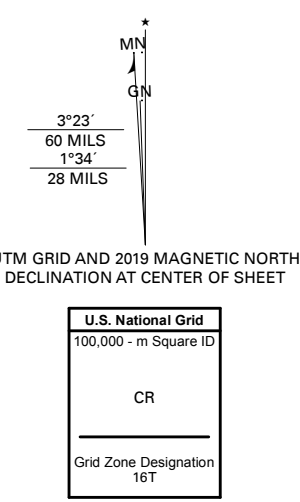 MN
GN
3°23´
60 MILS
1°34´
28 MILS
UTM GRID AND 2019 MAGNETIC NORTH
DECLINATION AT CENTER OF SHEET
U.S. National Grid
100,000 - m Square ID
CR
Grid Zone Designation
16T